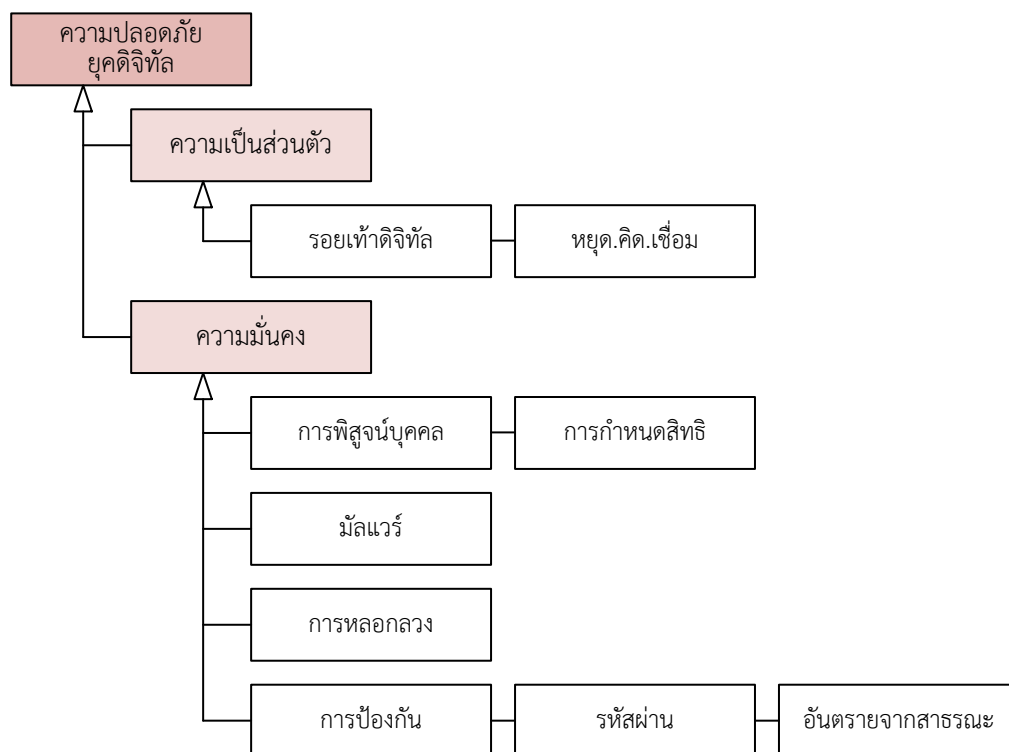 ความปลอดภัย
ยุคดิจิทัล
ความเป็นส่วนตัว
รอยเท้าดิจิทัล
หยุด.คิด.เชื่อม
ความมั่นคง
การพิสูจน์บุคคล
การกำหนดสิทธิ
มัลแวร์
การหลอกลวง
การป้องกัน
รหัสผ่าน
อันตรายจากสาธรณะ